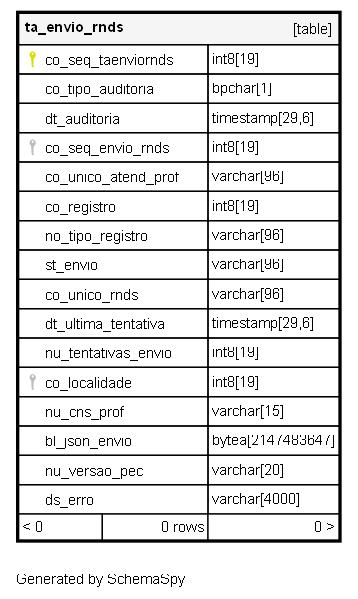 ta_envio_rnds [table]
co_seq_taenviornds int8[19]
co_tipo_auditoria bpchar[1]
dt_auditoria timestamp[29,6]
co_seq_envio_rnds int8[19]
co_unico_atend_prof varchar[96]
co_registro int8[19]
no_tipo_registro varchar[96]
st_envio varchar[96]
co_unico_rnds varchar[96]
dt_ultima_tentativa timestamp[29,6]
nu_tentativas_envio int8[19]
co_localidade int8[19]
nu_cns_prof varchar[15]
bl_json_envio bytea[2147483647]
nu_versao_pec varchar[20]
ds_erro varchar[4000]
< 0 0 rows 0 >
Generated by SchemaSpy